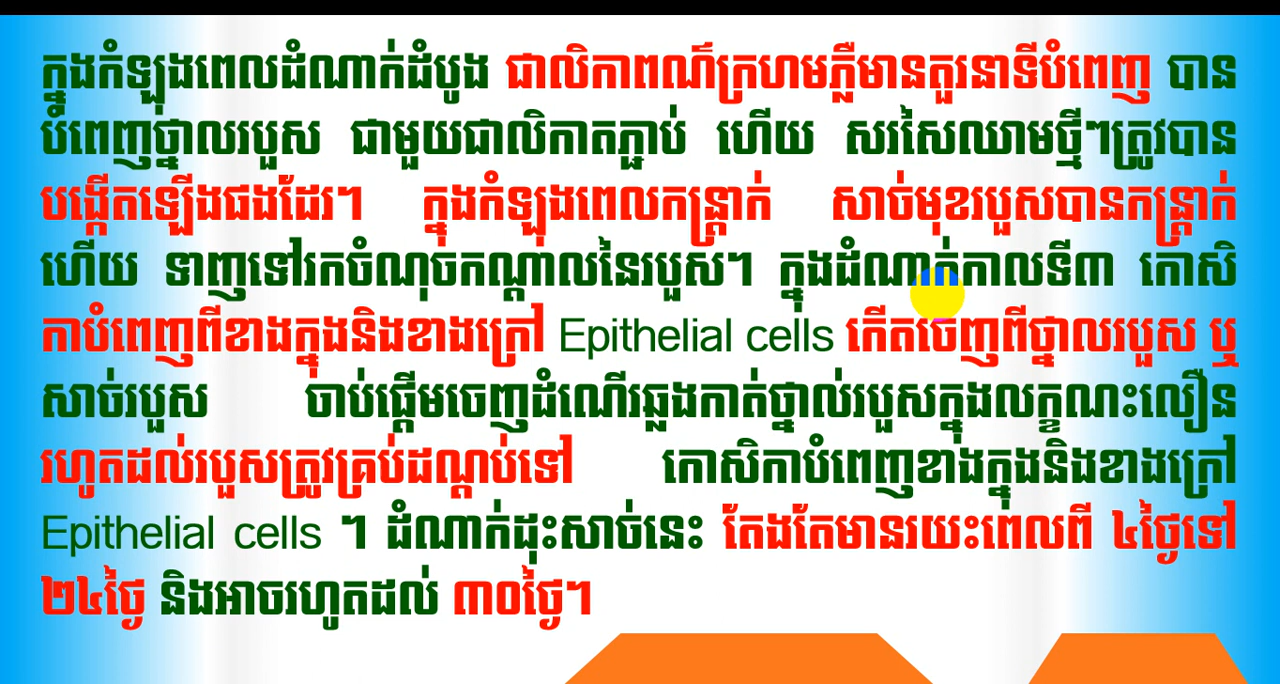 ក្នុងកំឡុងពេលដំណាក់ដំបូង ជាលិកាពណ៌ក្រហមភ្លឺមានតួរនាទីបំពេញ បាន
បំពេញថ្នាលរបួស ជាមួយជាលិកាតភ្ជាប់ ហើយ សរសៃឈាមថ្មីៗត្រូវបាន
បង្កើតឡើងផងដែរ។ ក្នុងកំឡុងពេលកន្ត្រាក់ សាច់មុខរបួសបានកន្ត្រាក់
ហើយ ទាញទៅរកចំណុចកណ្តាលនៃរបួស។ ក្នុងដំណាក់កាលទី៣ កោសិ
កាបំពេញពីខាងក្នុងនិងខាងក្រៅ Epithelial cells កើតចេញពីថ្នាលរបួស ឬ
សាច់របួស ចាប់ផ្តើមចេញដំណើរឆ្លងកាត់ថ្នាល់របួសក្នុងលក្ខណះលឿន
រហូតដល់របួសត្រូវគ្រប់ដណ្តប់ទៅ កោសិកាបំពេញខាងក្នុងនិងខាងក្រៅ
Epithelial cells ។ ដំណាក់ដុះសាច់នេះ តែងតែមានរយះពេលពី ៤ថ្ងៃទៅ
២៤ថ្ងៃ និងអាចរហូតដល់ ៣០ថ្ងៃ។